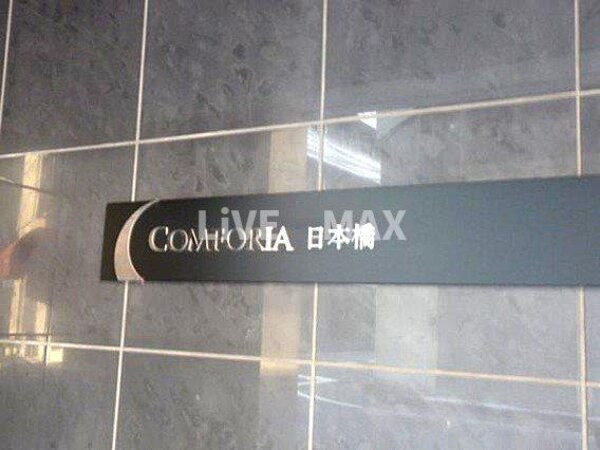 COMFORIA 日本橋
LiVE MAX